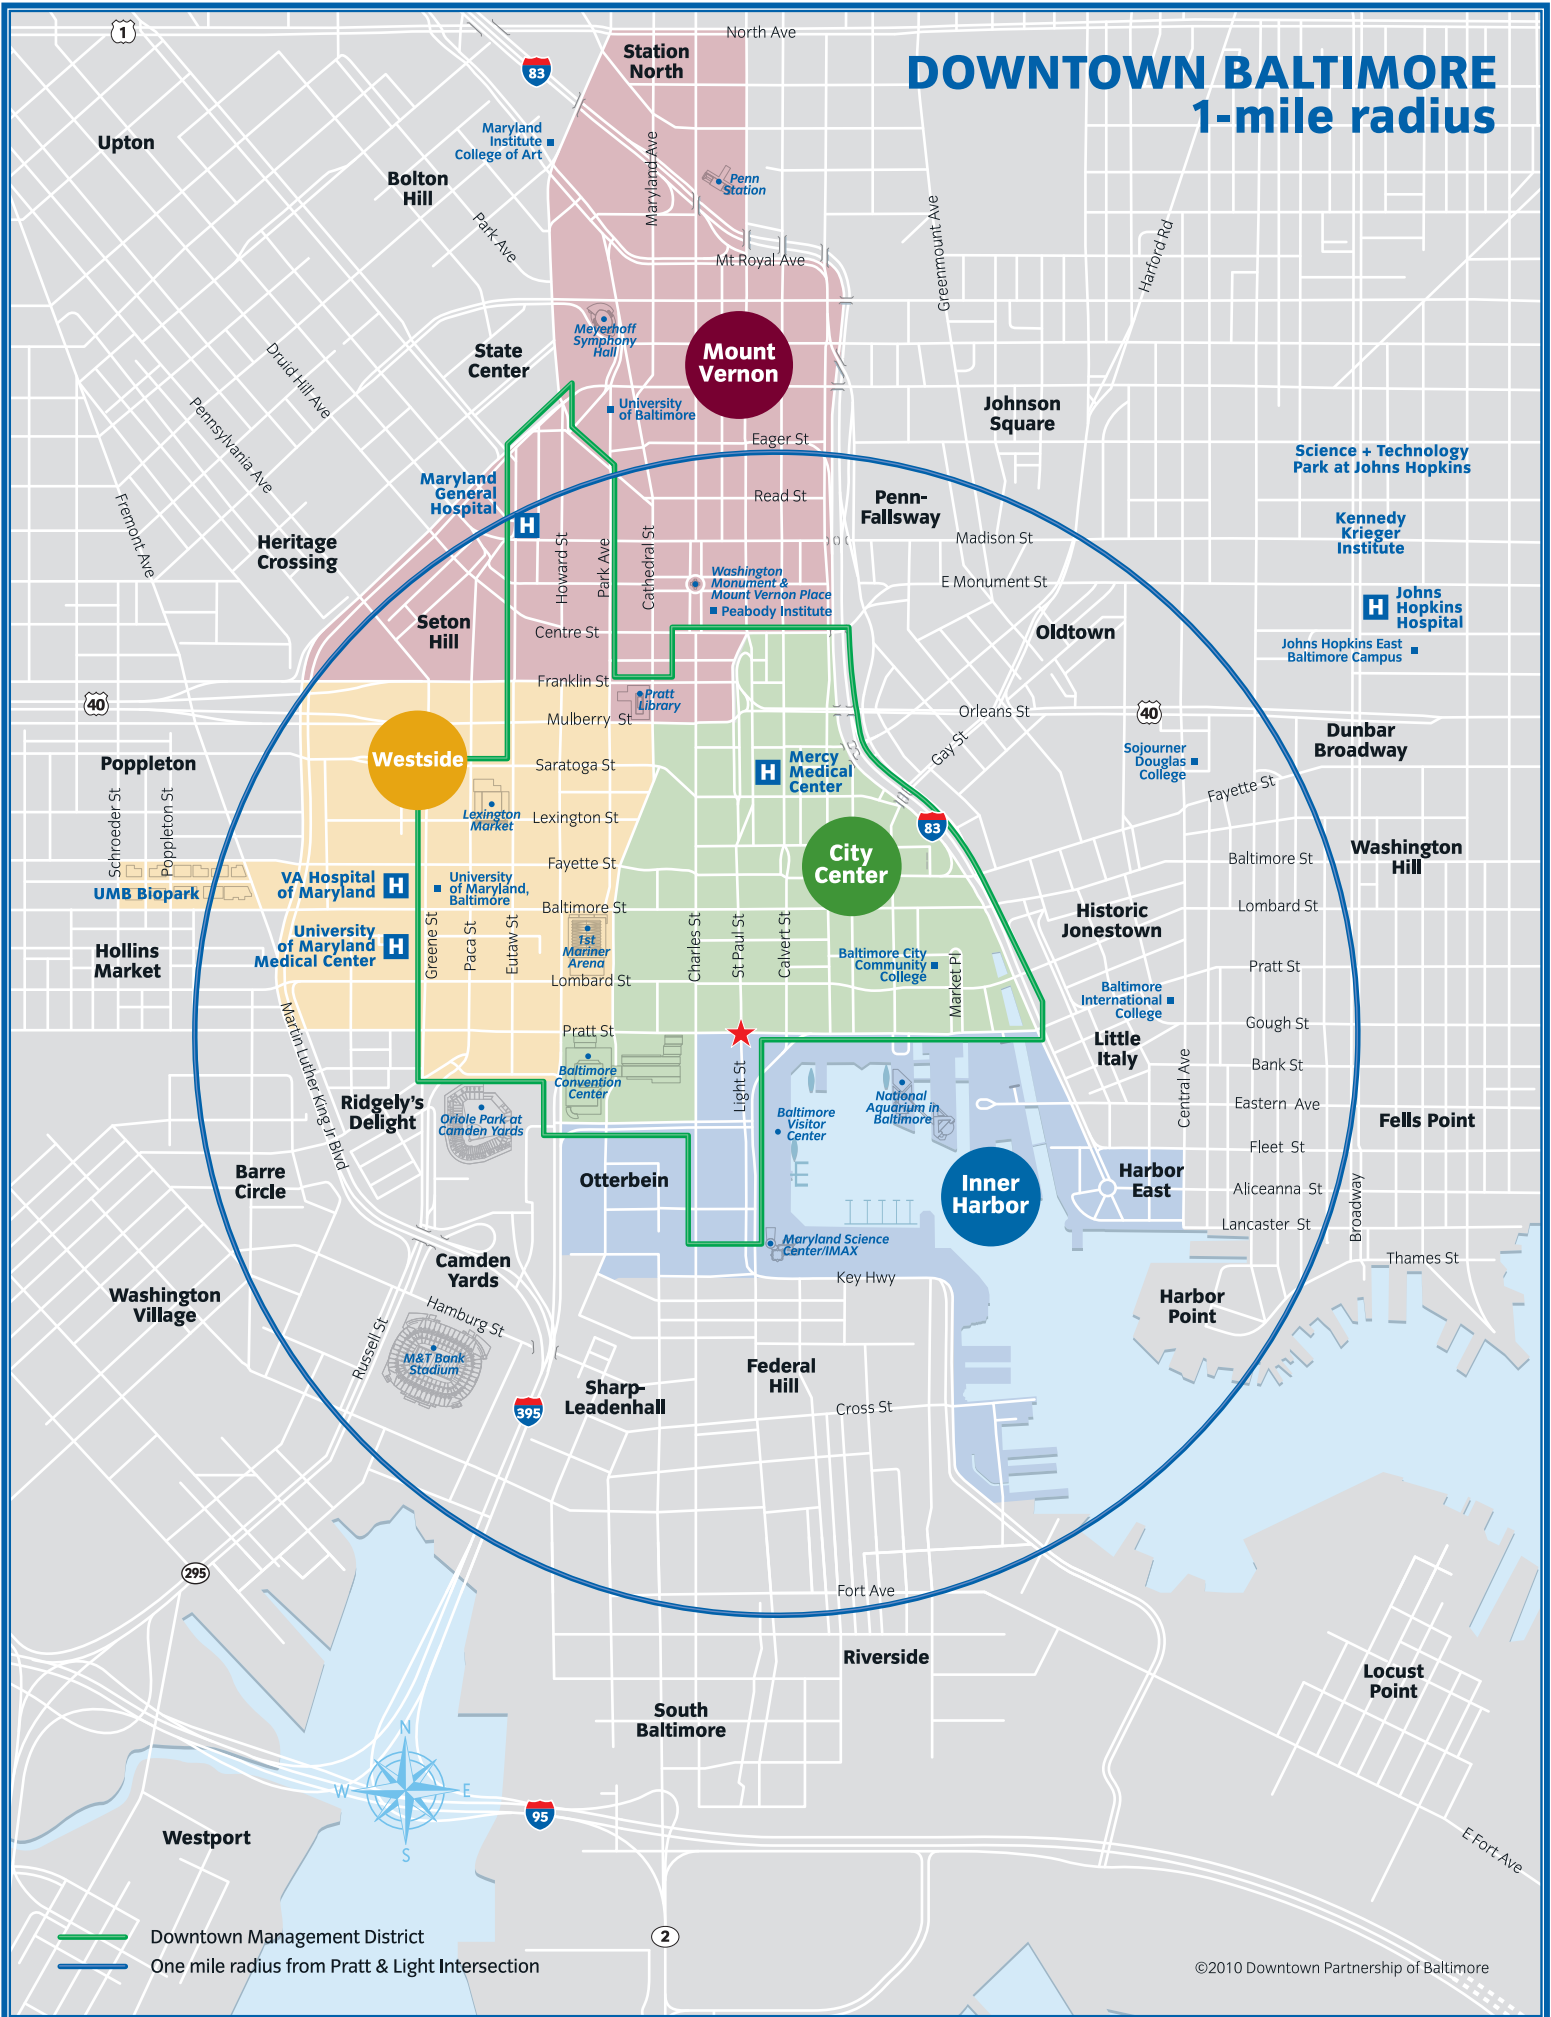 DOWNTOWN BALTIMORE
1-mile radius
1
North Ave
Station
North
83
Upton
Maryland
Institute
College of Art
Bolton
Hill
Maryland Ave
Penn
Station
Park Ave
Greenmount Ave
Harford Rd
Mt Royal Ave
Meyerhoff
Symphony
Hall
State
Center
Mount
Vernon
Druid Hill Ave
Pennsylvania Ave
University
of Baltimore
Johnson
Square
Eager St
Science + Technology
Park at Johns Hopkins
Maryland
General
Hospital
H
Read St
Penn-
Fallsway
Fremont Ave
Heritage
Crossing
Howard St
Park Ave
Cathedral St
Madison St
Kennedy
Krieger
Institute
Washington
Monument &
Mount Vernon Place
Peabody Institute
E Monument St
H
Johns
Hopkins
Hospital
Seton
Hill
Centre St
Oldtown
Johns Hopkins East
Baltimore Campus
Franklin St
Pratt
Library
40
Mulberry St
Orleans St
40
Gay St
Dunbar
Broadway
Poppleton
Westside
Saratoga St
H
Mercy
Medical
Center
Sojourner
Douglas
College
Fayette St
Schroeder St
Poppleton St
Lexington
Market
Lexington St
83
City
Center
Fayette St
Baltimore St
Washington
Hill
UMB Biopark
VA Hospital
of Maryland
H
University
of Maryland,
Baltimore
Baltimore St
Lombard St
Historic
Jonestown
Hollins
Market
University
of Maryland
Medical Center
H
Greene St
Paca St
Eutaw St
1st
Mariner
Arena
Charles St
St Paul St
Calvert St
Baltimore City
Community
College
Market Pl
Pratt St
Lombard St
Baltimore
International
College
Martin Luther King Jr Blvd
Pratt St
Gough St
Little
Italy
Central Ave
Bank St
Baltimore
Convention
Center
Light St
National
Aquarium in
Baltimore
Baltimore
Visitor
Center
Eastern Ave
Ridgely's
Delight
Oriole Park at
Camden Yards
Fells Point
Fleet St
Barre
Circle
Otterbein
Inner
Harbor
Harbor
East
Aliceanna St
Broadway
Lancaster St
Maryland Science
Center/IMAX
Thames St
Camden
Yards
Key Hwy
Washington
Village
Hamburg St
Harbor
Point
Russell St
M&T Bank
Stadium
Federal
Hill
Sharp-
Leadenhall
395
Cross St
295
Fort Ave
Riverside
Locust
Point
South
Baltimore
N
W
E
S
95
Westport
E Fort Ave
2
Downtown Management District
One mile radius from Pratt & Light Intersection
©2010 Downtown Partnership of Baltimore